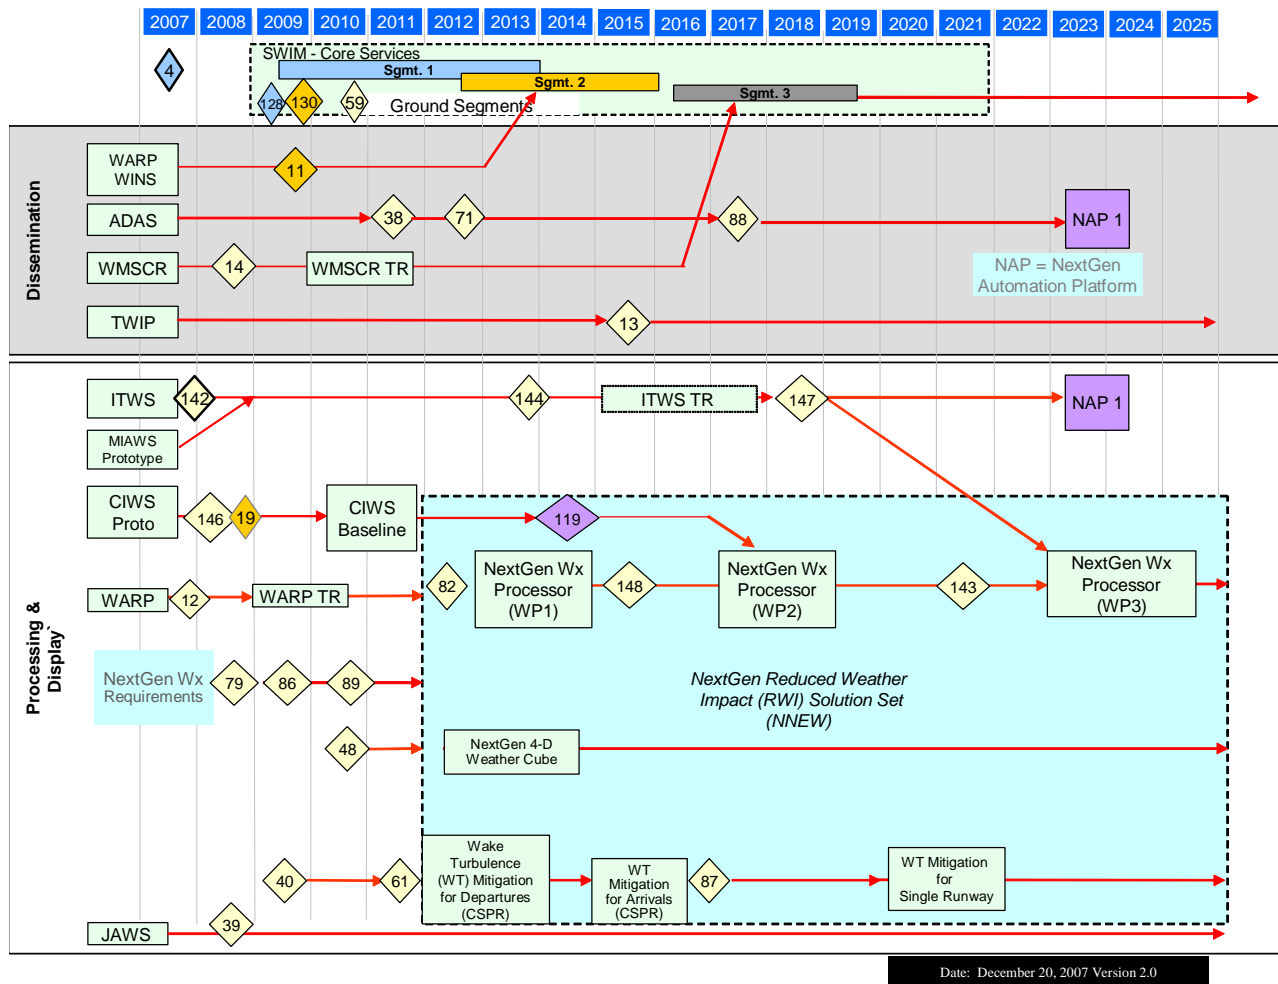 2007 2008 2009 2010 2011 2012 2013 2014 2015 2016 2017 2018 2019 2020 2021 2022 2023 2024 2025
SWIM - Core Services
4
Sgmt. 1
Sgmt. 2
Sgmt. 3
128 130 59
Ground Segments
Dissemination
WARP
WINS
11
ADAS
38
71
88
NAP 1
WMSCR
14
WMSCR TR
NAP = NextGen
Automation Platform
TWIP
13
Processing &
Display`
ITWS
142
144
ITWS TR
147
NAP 1
MIAWS
Prototype
CIWS
Proto
146
19
CIWS
Baseline
119
WARP
12
WARP TR
82
NextGen Wx
Processor
(WP1)
148
NextGen Wx
Processor
(WP2)
143
NextGen Wx
Processor
(WP3)
NextGen Wx
Requirements
79
86
89
NextGen Reduced Weather
Impact (RWI) Solution Set
(NNEW)
48
NextGen 4-D
Weather Cube
40
61
Wake
Turbulence
(WT) Mitigation
for Departures
(CSPR)
WT
Mitigation
for Arrivals
(CSPR)
87
WT Mitigation
for
Single Runway
39
JAWS
Date: December 20, 2007 Version 2.0